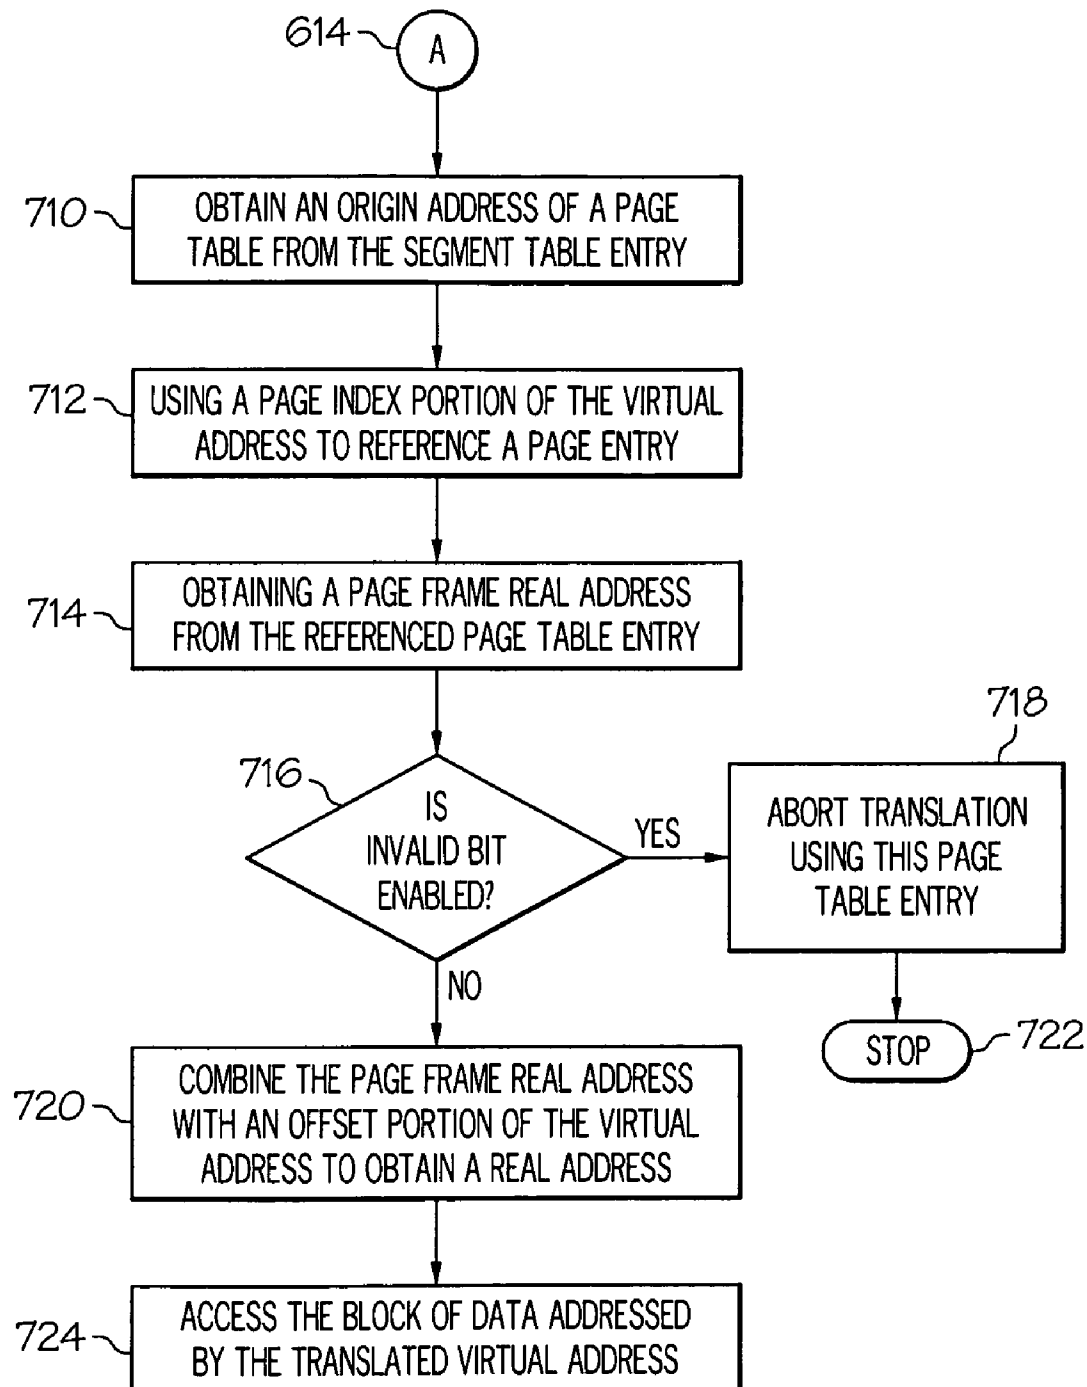 614
A
710
OBTAIN AN ORIGIN ADDRESS OF A PAGE
TABLE FROM THE SEGMENT TABLE ENTRY
712
USING A PAGE INDEX PORTION OF THE VIRTUAL
ADDRESS TO REFERENCE A PAGE ENTRY
714
OBTAINING A PAGE FRAME REAL ADDRESS
FROM THE REFERENCED PAGE TABLE ENTRY
716
IS
INVALID BIT
ENABLED?
YES
718
ABORT TRANSLATION
USING THIS PAGE
TABLE ENTRY
NO
STOP
722
720
COMBINE THE PAGE FRAME REAL ADDRESS
WITH AN OFFSET PORTION OF THE VIRTUAL
ADDRESS TO OBTAIN A REAL ADDRESS
724
ACCESS THE BLOCK OF DATA ADDRESSED
BY THE TRANSLATED VIRTUAL ADDRESS